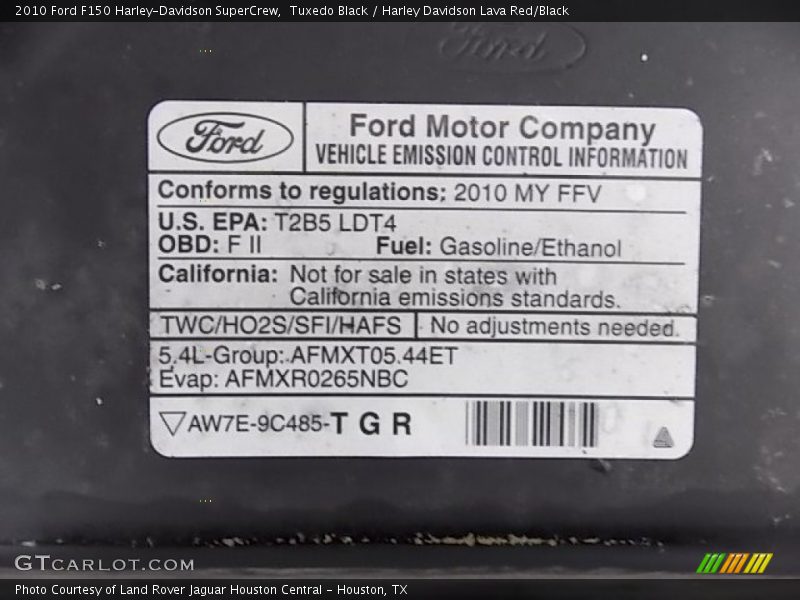 2010 Ford F150 Harley-Davidson SuperCrew,  Tuxedo Black / Harley Davidson Lava Red/Black
Ford
Ford
Ford Motor Company
VEHICLE EMISSION CONTROL INFORMATION
Conforms to regulations: 2010 MY FFV
U.S. EPA: T2B5 LDT4
OBD: F II Fuel: Gasoline/Ethanol
California: Not for sale in states with
California emissions standards.
TWC/HO2S/SFI/HAFS No adjustments needed.
5.4L-Group: AFMXT05.44ET
Evap: AFMXR0265NBC
AW7E-9C485-T G R
GTCARLOT.COM
Photo Courtesy of Land Rover Jaguar Houston Central - Houston, TX